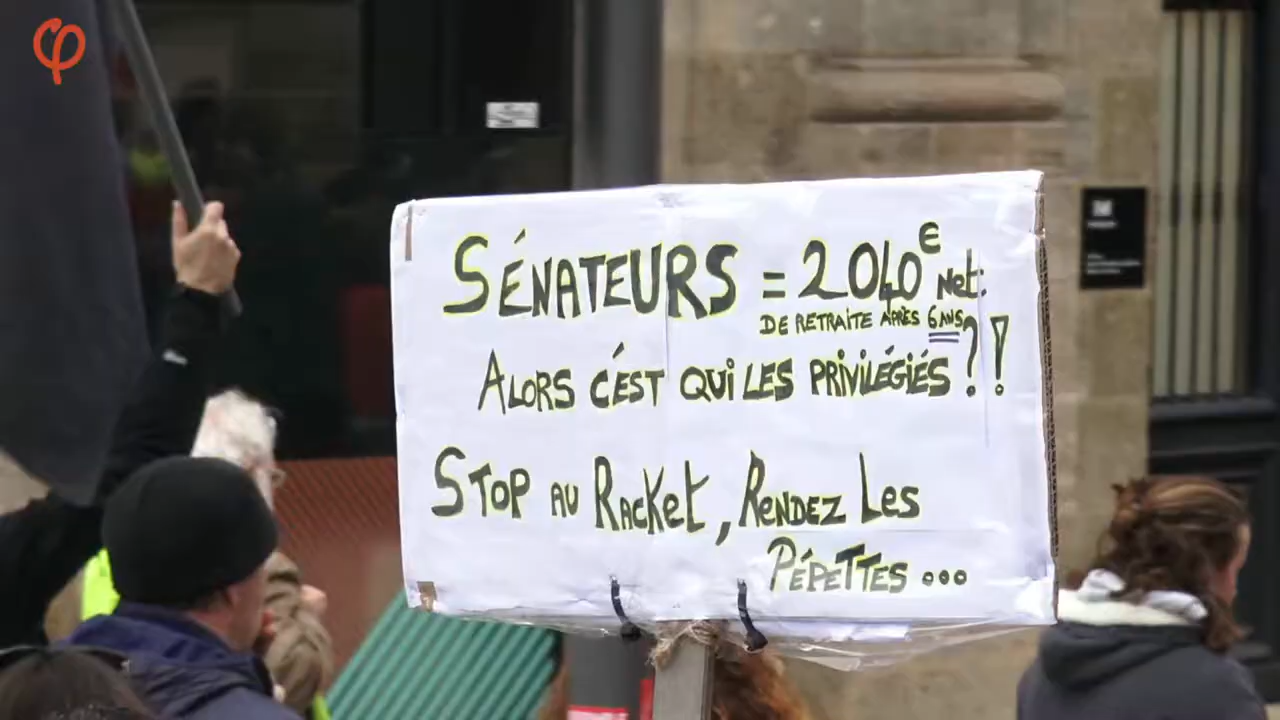 SÉNATEURS = 2040€ Net.
DE RETRAITE APRÈS 6 ANS
ALORS C'EST QUI LES PRIVILÉGIÉS ?!
STOP AU RACKET, RENDEZ LES
PÉPETTES...